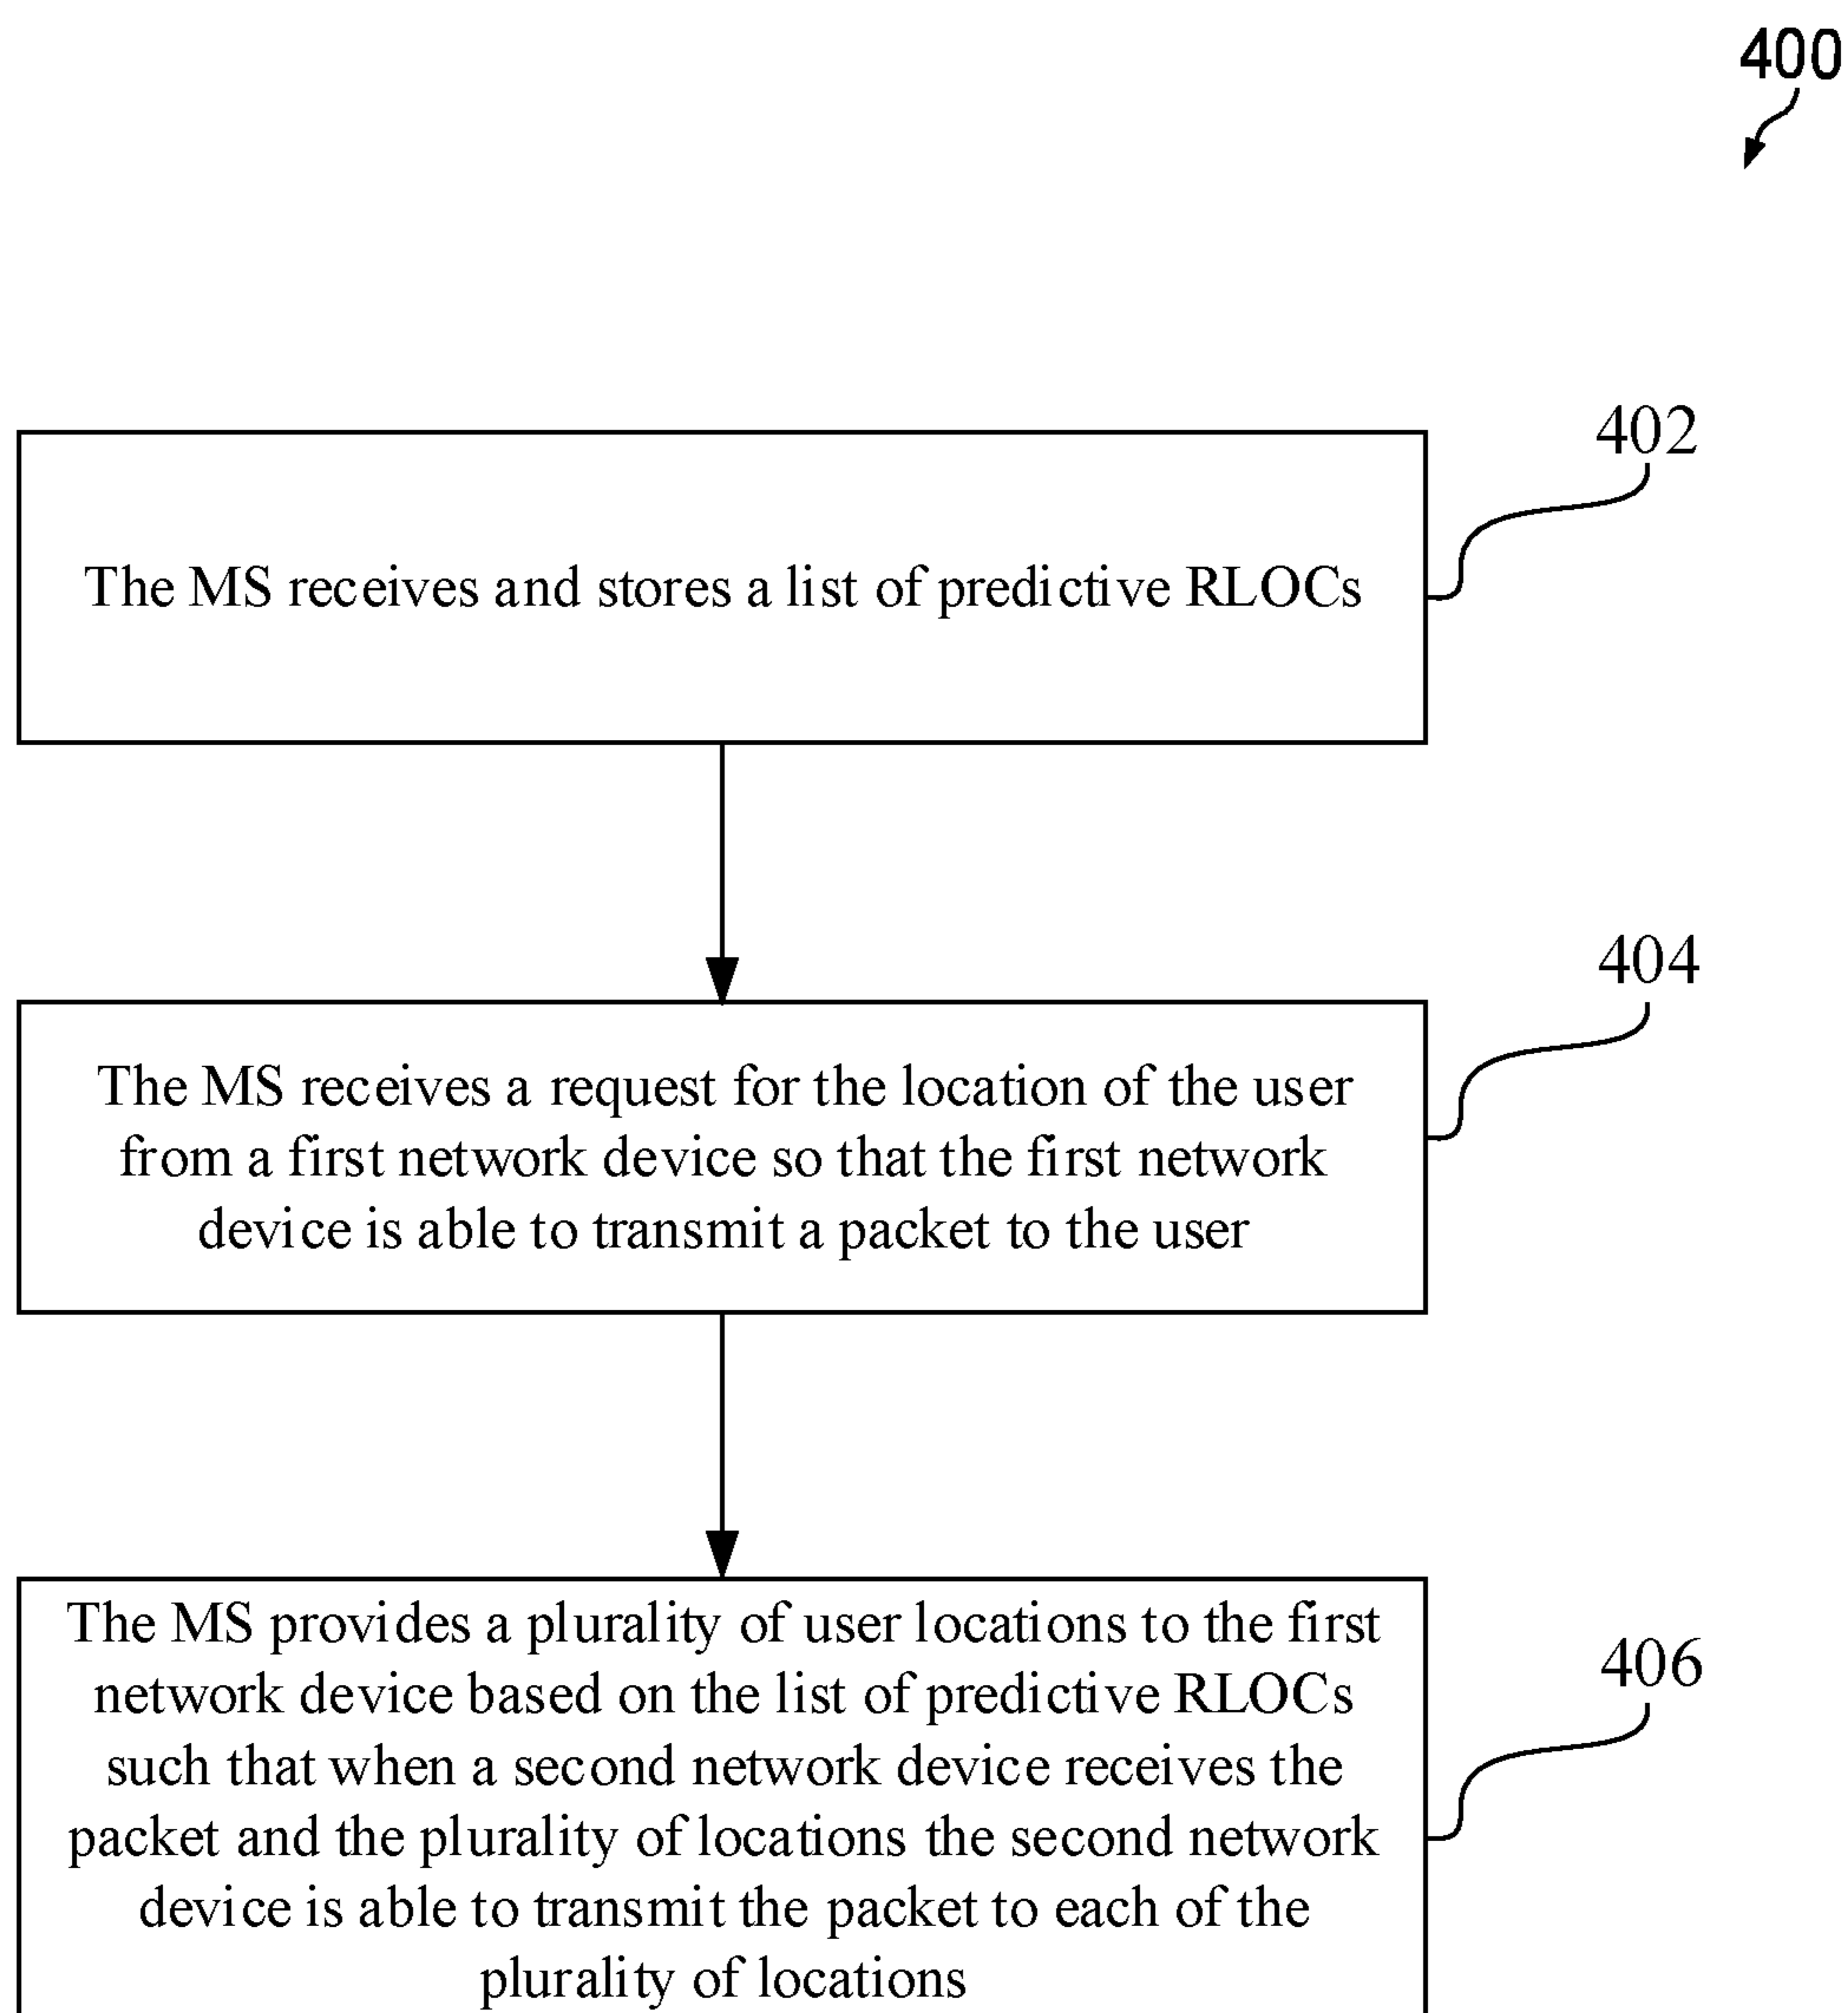 400
402
The MS receives and stores a list of predictive RLOCs
404
The MS receives a request for the location of the user
from a first network device so that the first network
device is able to transmit a packet to the user
The MS provides a plurality of user locations to the first
network device based on the list of predictive RLOCs
406
such that when a second network device receives the
packet and the plurality of locations the second network
device is able to transmit the packet to each of the
plurality of locations